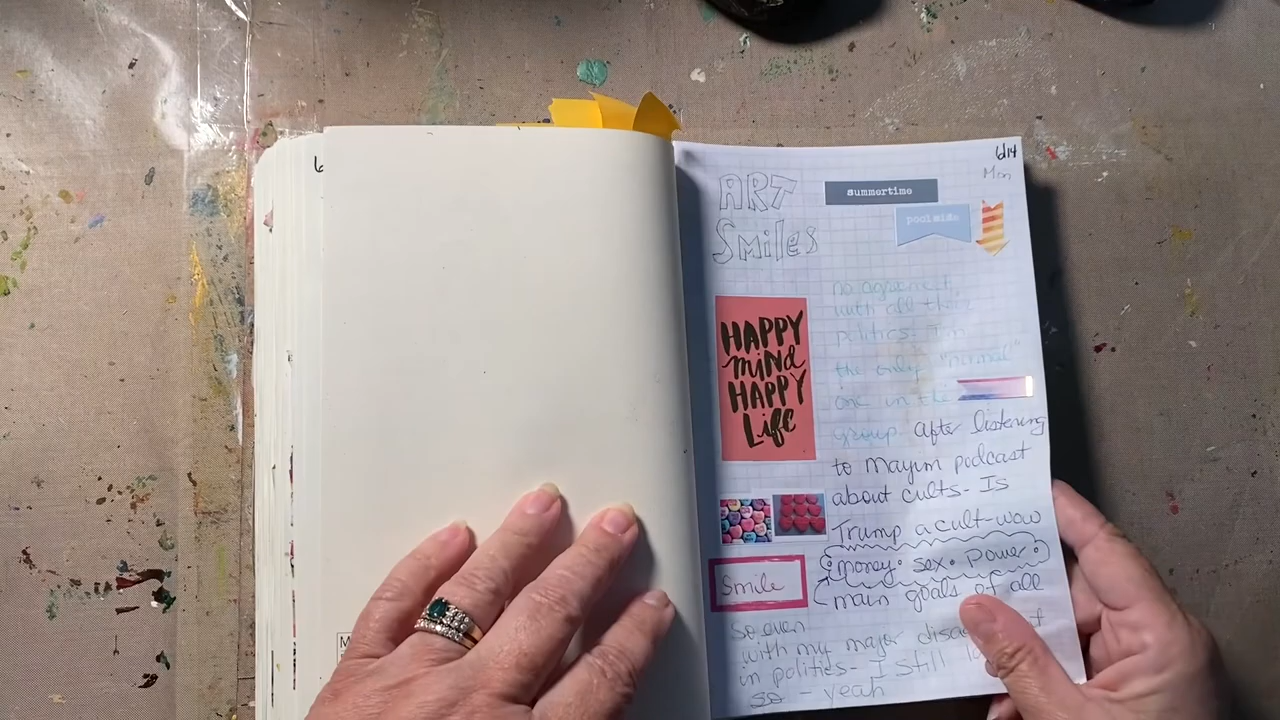 6/14
Mon
ART
Smiles
summertime
poolside
HAPPY
miND
HAPPY
Life
no agreement,
with all their
politics. I'm
the only "normal"
one in the
group. After listening
to Mayim podcast
about cults - Is
Trump a cult - wow
money • sex • power
main goals of all
Smile
so even
with my major
in politics - I still
so - yeah